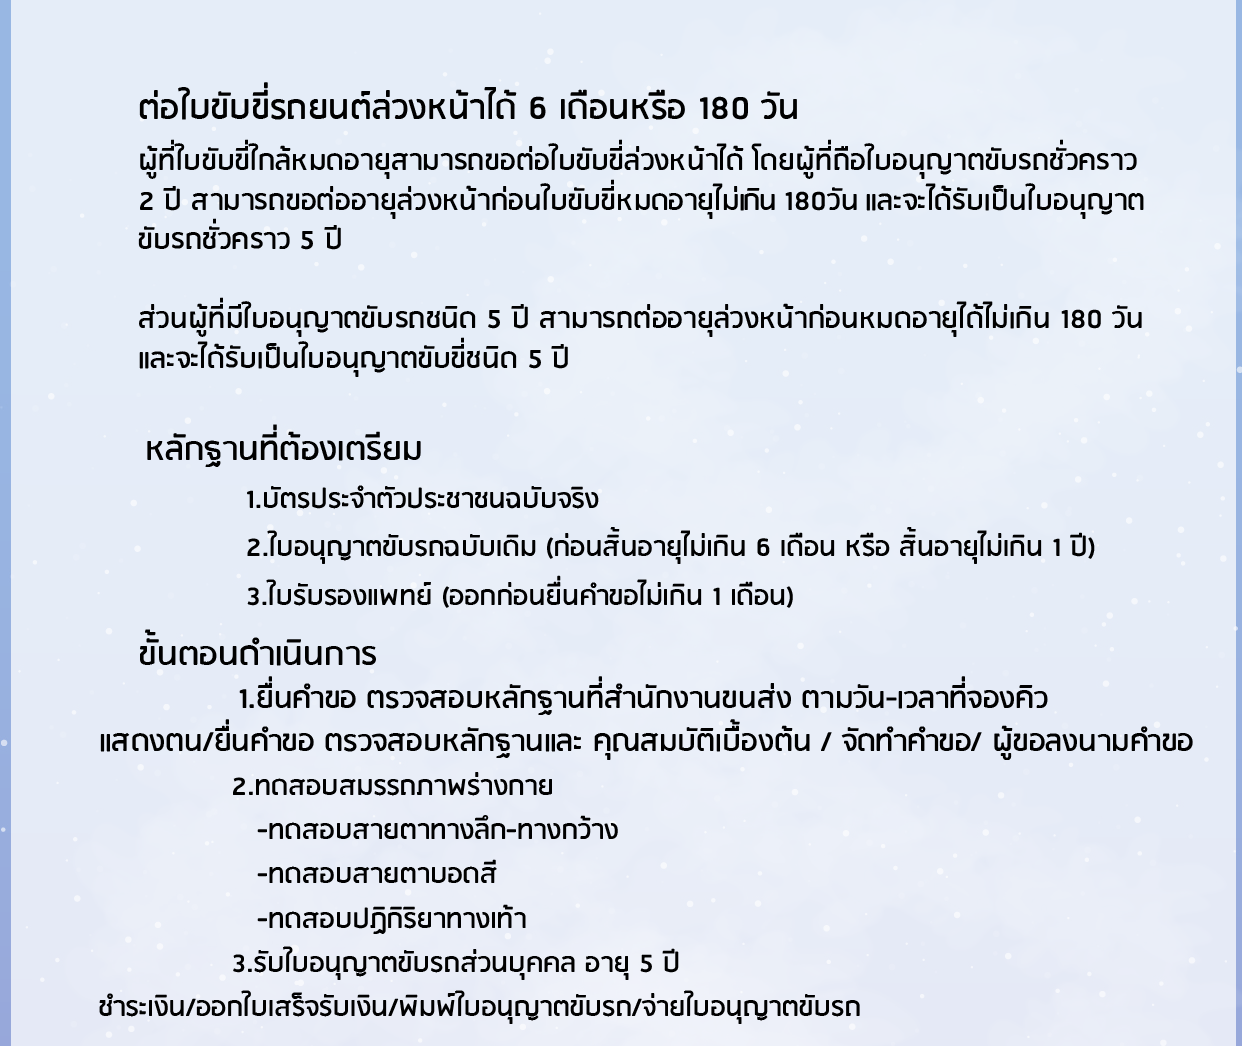 ต่อใบขับขี่รถยนต์ล่วงหน้าได้ 6 เดือนหรือ 180 วัน
ผู้ที่ใบขับขี่ใกล้หมดอายุสามารถขอต่อใบขับขี่ล่วงหน้าได้ โดยผู้ที่ถือใบอนุญาตขับรถชั่วคราว
2 ปี สามารถขอต่ออายุล่วงหน้าก่อนใบขับขี่หมดอายุไม่เกิน 180วัน และจะได้รับเป็นใบอนุญาต
ขับรถชั่วคราว 5 ปี
ส่วนผู้ที่มีใบอนุญาตขับรถชนิด 5 ปี สามารถต่ออายุล่วงหน้าก่อนหมดอายุได้ไม่เกิน 180 วัน
และจะได้รับเป็นใบอนุญาตขับขี่ชนิด 5 ปี
หลักฐานที่ต้องเตรียม
1.บัตรประจำตัวประชาชนฉบับจริง
2.ใบอนุญาตขับรถฉบับเดิม (ก่อนสิ้นอายุไม่เกิน 6 เดือน หรือ สิ้นอายุไม่เกิน 1 ปี)
3.ใบรับรองแพทย์ (ออกก่อนยื่นคำขอไม่เกิน 1 เดือน)
ขั้นตอนดำเนินการ
1.ยื่นคำขอ ตรวจสอบหลักฐานที่สำนักงานขนส่ง ตามวัน-เวลาที่จองคิว
แสดงตน/ยื่นคำขอ ตรวจสอบหลักฐานและ คุณสมบัติเบื้องต้น / จัดทำคำขอ/ ผู้ขอลงนามคำขอ
2.ทดสอบสมรรถภาพร่างกาย
-ทดสอบสายตาทางลึก-ทางกว้าง
-ทดสอบสายตาบอดสี
-ทดสอบปฏิกิริยาทางเท้า
3.รับใบอนุญาตขับรถส่วนบุคคล อายุ 5 ปี
ชำระเงิน/ออกใบเสร็จรับเงิน/พิมพ์ใบอนุญาตขับรถ/จ่ายใบอนุญาตขับรถ